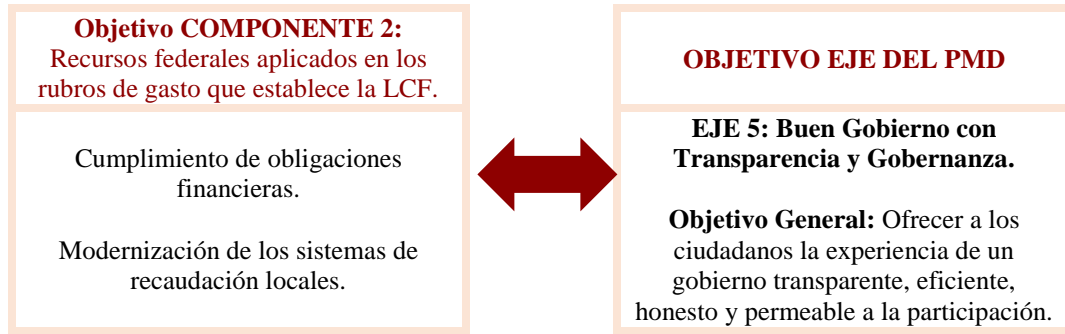 Objetivo COMPONENTE 2:
Recursos federales aplicados en los
rubros de gasto que establece la LCF.
Cumplimiento de obligaciones
financieras.
Modernización de los sistemas de
recaudación locales.
OBJETIVO EJE DEL PMD
EJE 5: Buen Gobierno con
Transparencia y Gobernanza.
Objetivo General: Ofrecer a los
ciudadanos la experiencia de un
gobierno transparente, eficiente,
honesto y permeable a la participación.